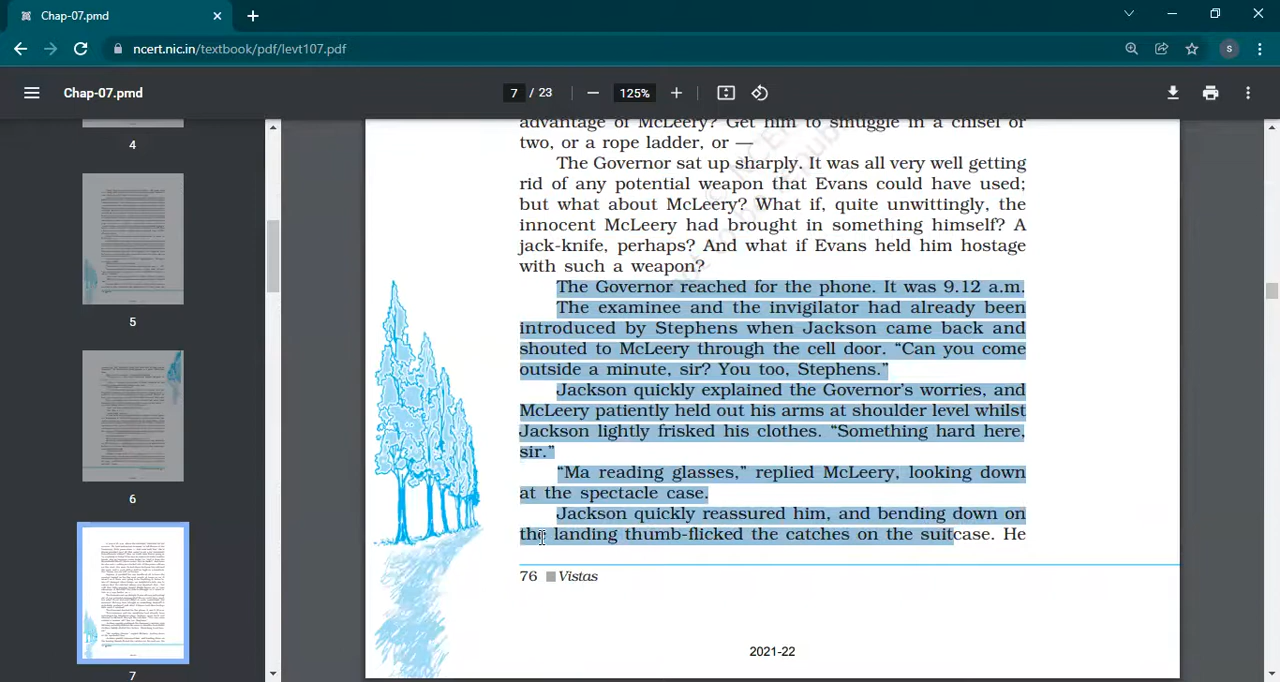 Chap-07.pmd
ncert.nic.in/textbook/pdf/levt107.pdf
S
Chap-07.pmd
7 / 23
125%
4
5
6
7
advantage of McLeery? Get him to smuggle in a chisel or
two, or a rope ladder, or —
The Governor sat up sharply. It was all very well getting
rid of any potential weapon that Evans could have used;
but what about McLeery? What if, quite unwittingly, the
innocent McLeery had brought in something himself? A
jack-knife, perhaps? And what if Evans held him hostage
with such a weapon?
The Governor reached for the phone. It was 9.12 a.m.
The examinee and the invigilator had already been
introduced by Stephens when Jackson came back and
shouted to McLeery through the cell door. “Can you come
outside a minute, sir? You too, Stephens.”
Jackson quickly explained the Governor’s worries, and
McLeery patiently held out his arms at shoulder level whilst
Jackson lightly frisked his clothes. “Something hard here,
sir.”
“Ma reading glasses,” replied McLeery, looking down
at the spectacle case.
Jackson quickly reassured him, and bending down on
the landing thumb-flicked the catches on the suitcase. He
76 Vistas
2021-22